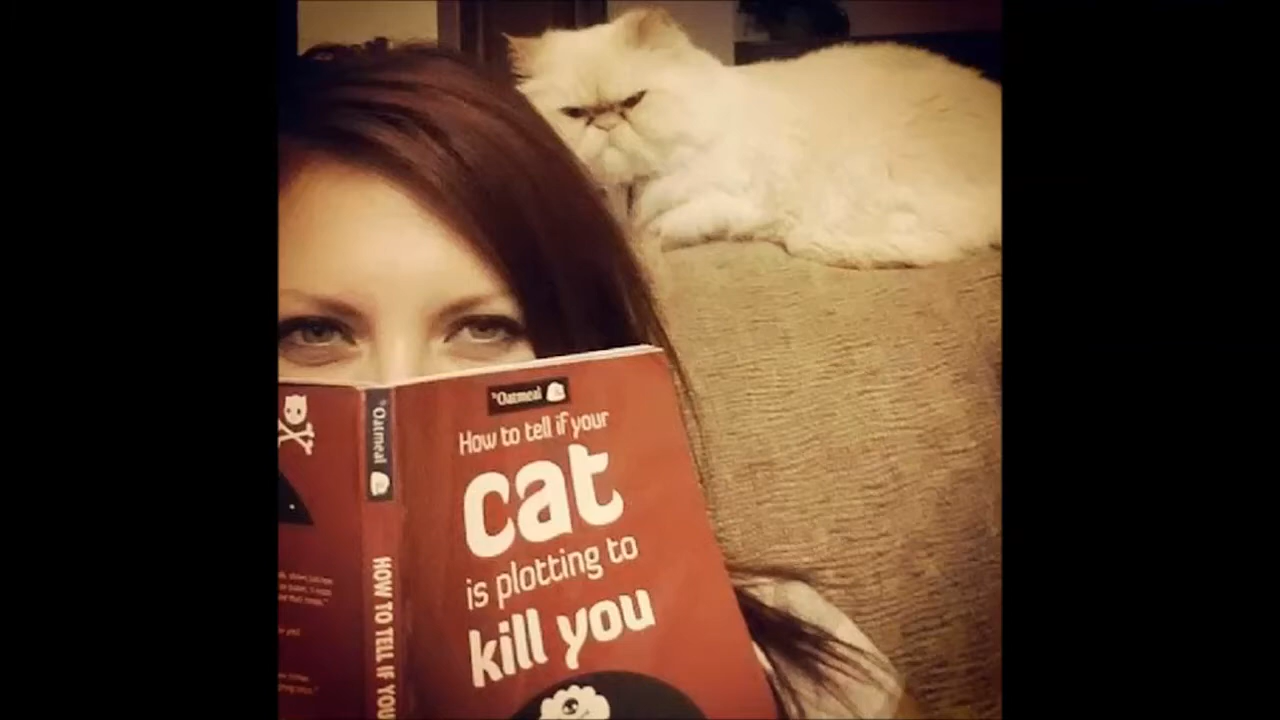 The Oatmeal
How to tell if your
cat
is plotting to
kill you
The Oatmeal
HOW TO TELL IF YOU